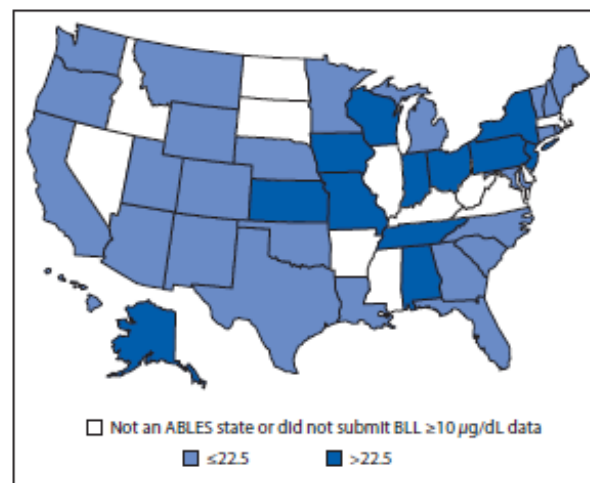 Not an ABLES state or did not submit BLL ≥10 µg/dL data
≤22.5 >22.5